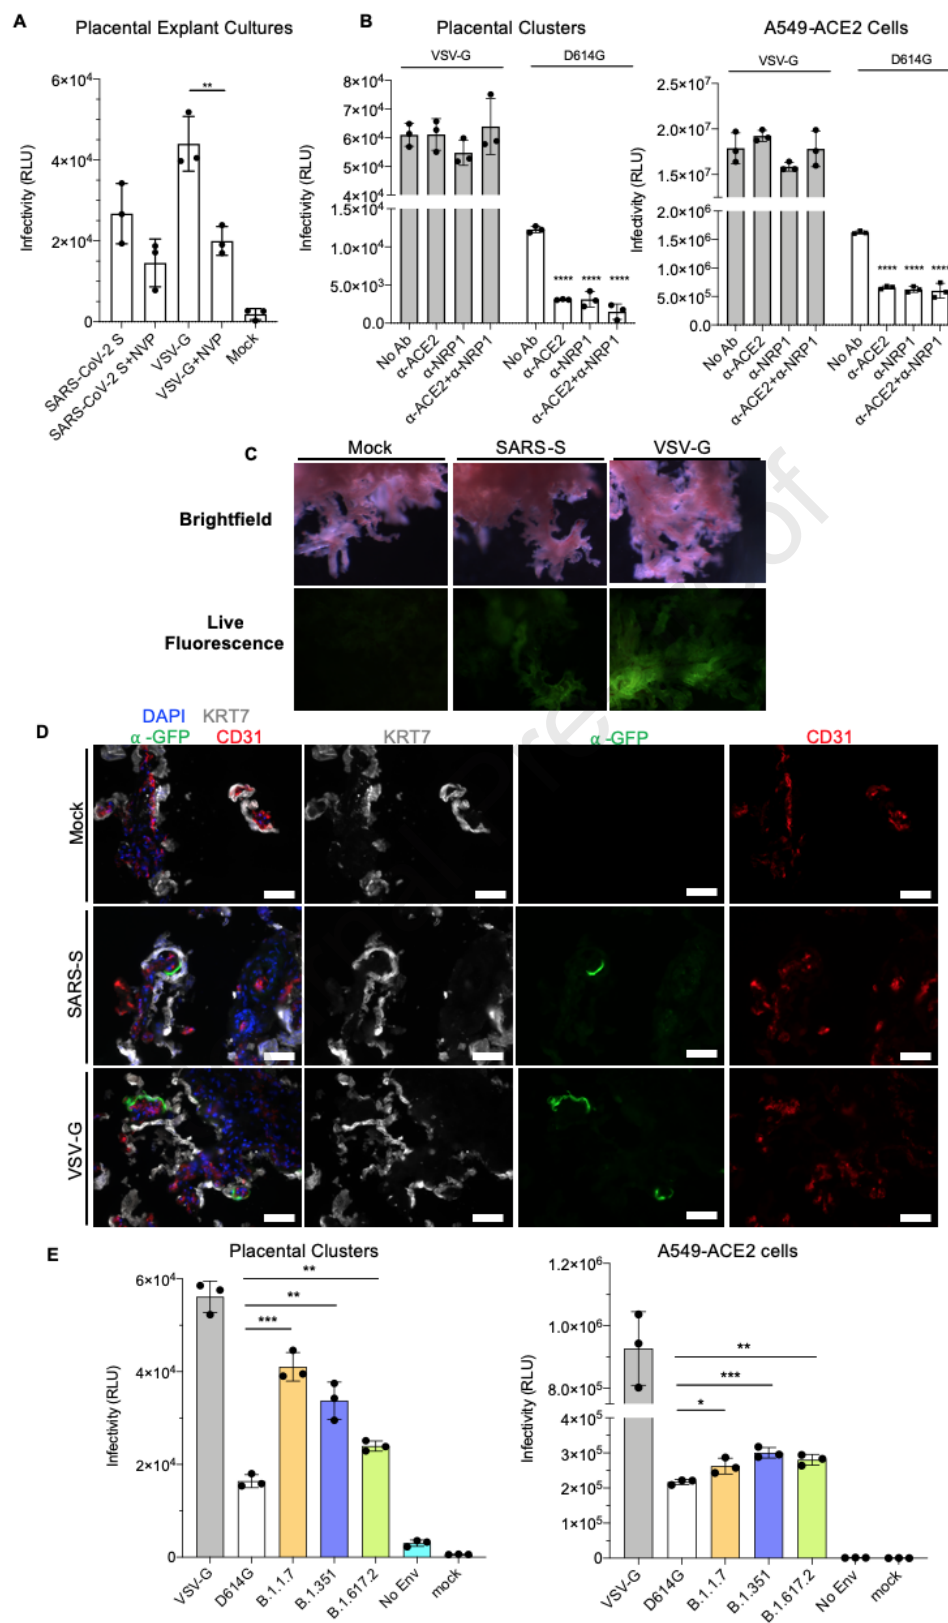 A
Placental Explant Cultures
Infectivity (RLU)
6×10⁴
4×10⁴
2×10⁴
0
**
SARS-CoV-2 S
SARS-CoV-2 S+NVP
VSV-G
VSV-G+NVP
Mock
B
Placental Clusters
VSV-G
D614G
Infectivity (RLU)
8×10⁴
7×10⁴
6×10⁴
5×10⁴
4×10⁴
1.5×10⁴
1.0×10⁴
5.0×10³
0.0
**** **** ****
No Ab
α-ACE2
α-NRP1
α-ACE2+α-NRP1
No Ab
α-ACE2
α-NRP1
α-ACE2+α-NRP1
A549-ACE2 Cells
VSV-G
D614G
Infectivity (RLU)
2.5×10⁷
2.0×10⁷
1.5×10⁷
2.0×10⁶
1.5×10⁶
1.0×10⁶
5.0×10⁵
0.0
**** **** ****
No Ab
α-ACE2
α-NRP1
α-ACE2+α-NRP1
No Ab
α-ACE2
α-NRP1
α-ACE2+α-NRP1
C
Mock
SARS-S
VSV-G
Brightfield
Live
Fluorescence
D
DAPI KRT7
α -GFP CD31
KRT7
α -GFP
CD31
Mock
SARS-S
VSV-G
E
Placental Clusters
Infectivity (RLU)
6×10⁴
4×10⁴
2×10⁴
0
**
**
***
VSV-G
D614G
B.1.1.7
B.1.351
B.1.617.2
No Env
mock
A549-ACE2 cells
Infectivity (RLU)
1.2×10⁶
1.0×10⁶
8.0×10⁵
4×10⁵
3×10⁵
2×10⁵
1×10⁵
0
**
***
*
VSV-G
D614G
B.1.1.7
B.1.351
B.1.617.2
No Env
mock